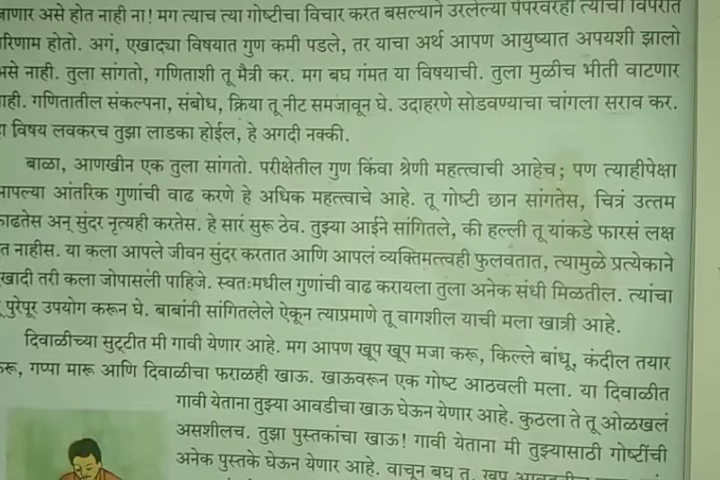 होणार असे होत नाही ना! मग त्याच त्या गोष्टीचा विचार करत बसल्याने उरलेल्या पेपरवरही त्याचा विपरीत
परिणाम होतो. अगं, एखाद्या विषयात गुण कमी पडले, तर याचा अर्थ आपण आयुष्यात अपयशी झालो
असे नाही. तुला सांगतो, गणिताशी तू मैत्री कर. मग बघ गंमत या विषयाची. तुला मुळीच भीती वाटणार
नाही. गणितातील संकल्पना, संबोध, क्रिया तू नीट समजावून घे. उदाहरणे सोडवण्याचा चांगला सराव कर.
हा विषय लवकरच तुझा लाडका होईल, हे अगदी नक्की.
बाळा, आणखीन एक तुला सांगतो. परीक्षेतील गुण किंवा श्रेणी महत्त्वाची आहेच; पण त्याहीपेक्षा
आपल्या आंतरिक गुणांची वाढ करणे हे अधिक महत्त्वाचे आहे. तू गोष्टी छान सांगतेस, चित्रं उत्तम
काढतेस अन् सुंदर नृत्यही करतेस. हे सारं सुरू ठेव. तुझ्या आईने सांगितले, की हल्ली तू यांकडे फारसं लक्ष
देत नाहीस. या कला आपले जीवन सुंदर करतात आणि आपलं व्यक्तिमत्त्वही फुलवतात, त्यामुळे प्रत्येकाने
एखादी तरी कला जोपासली पाहिजे. स्वतःमधील गुणांची वाढ करायला तुला अनेक संधी मिळतील. त्यांचा
पुरेपूर उपयोग करून घे. बाबांनी सांगितलेले ऐकून त्याप्रमाणे तू वागशील याची मला खात्री आहे.
दिवाळीच्या सुट्टीत मी गावी येणार आहे. मग आपण खूप खूप मजा करू, किल्ले बांधू, कंदील तयार
करू, गप्पा मारू आणि दिवाळीचा फराळही खाऊ. खाऊवरून एक गोष्ट आठवली मला. या दिवाळीत
गावी येताना तुझ्या आवडीचा खाऊ घेऊन येणार आहे. कुठला ते तू ओळखलं
असशीलच. तुझा पुस्तकांचा खाऊ! गावी येताना मी तुझ्यासाठी गोष्टींची
अनेक पुस्तके घेऊन येणार आहे. वाचून बघ तू. खूप